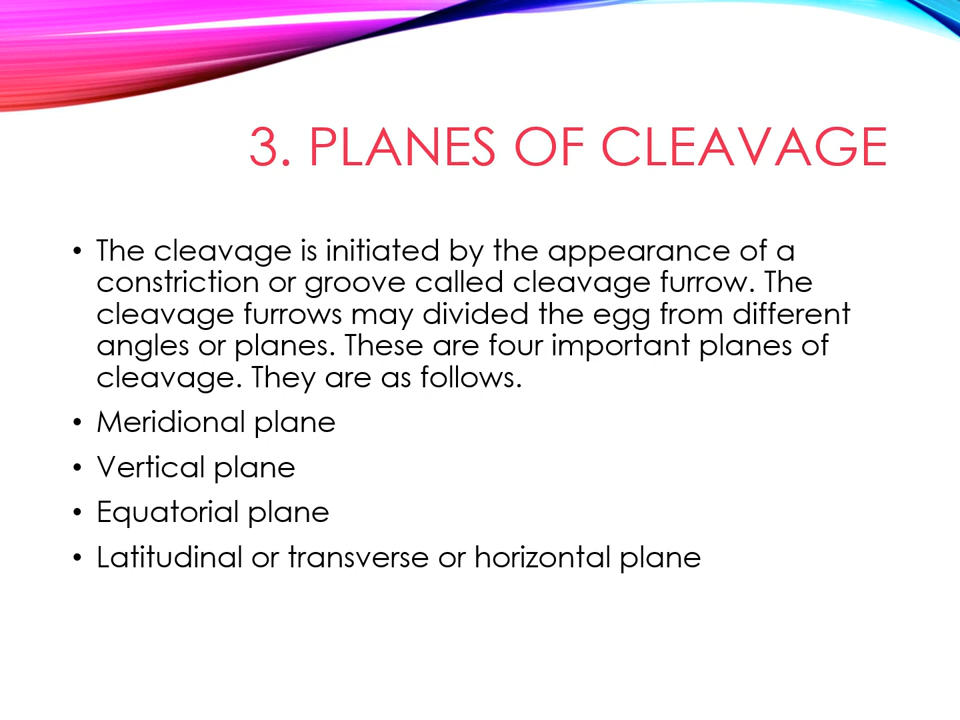 3. PLANES OF CLEAVAGE
• The cleavage is initiated by the appearance of a
constriction or groove called cleavage furrow. The
cleavage furrows may divided the egg from different
angles or planes. These are four important planes of
cleavage. They are as follows.
• Meridional plane
• Vertical plane
• Equatorial plane
• Latitudinal or transverse or horizontal plane